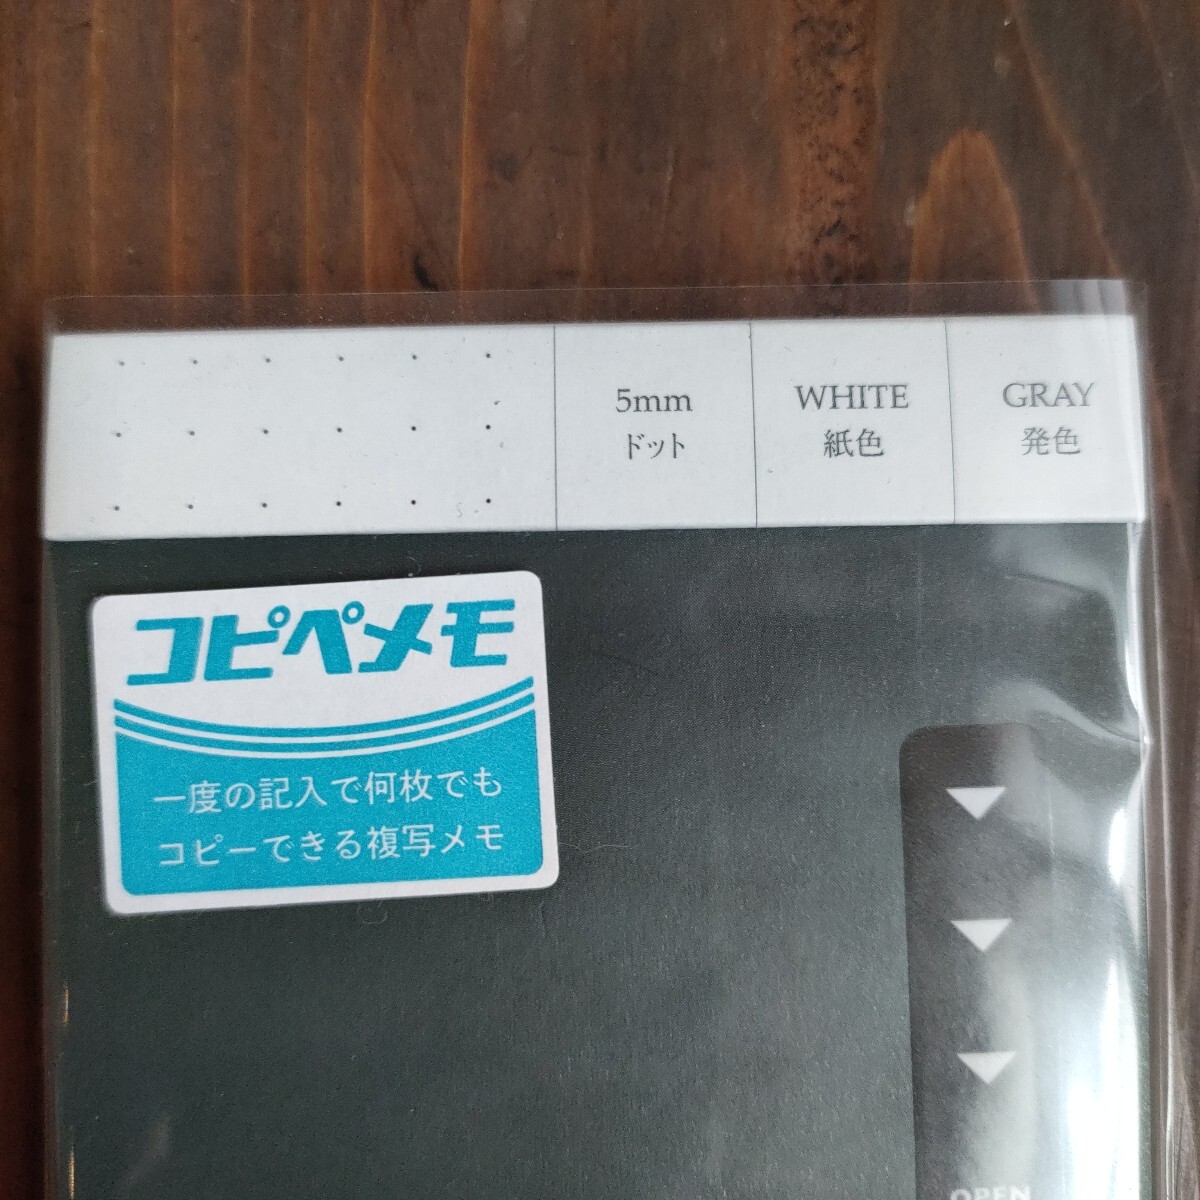 5mm
ドット
WHITE
紙色
GRAY
発色
コピペメモ
一度の記入で何枚でも
コピーできる複写メモ
OPEN